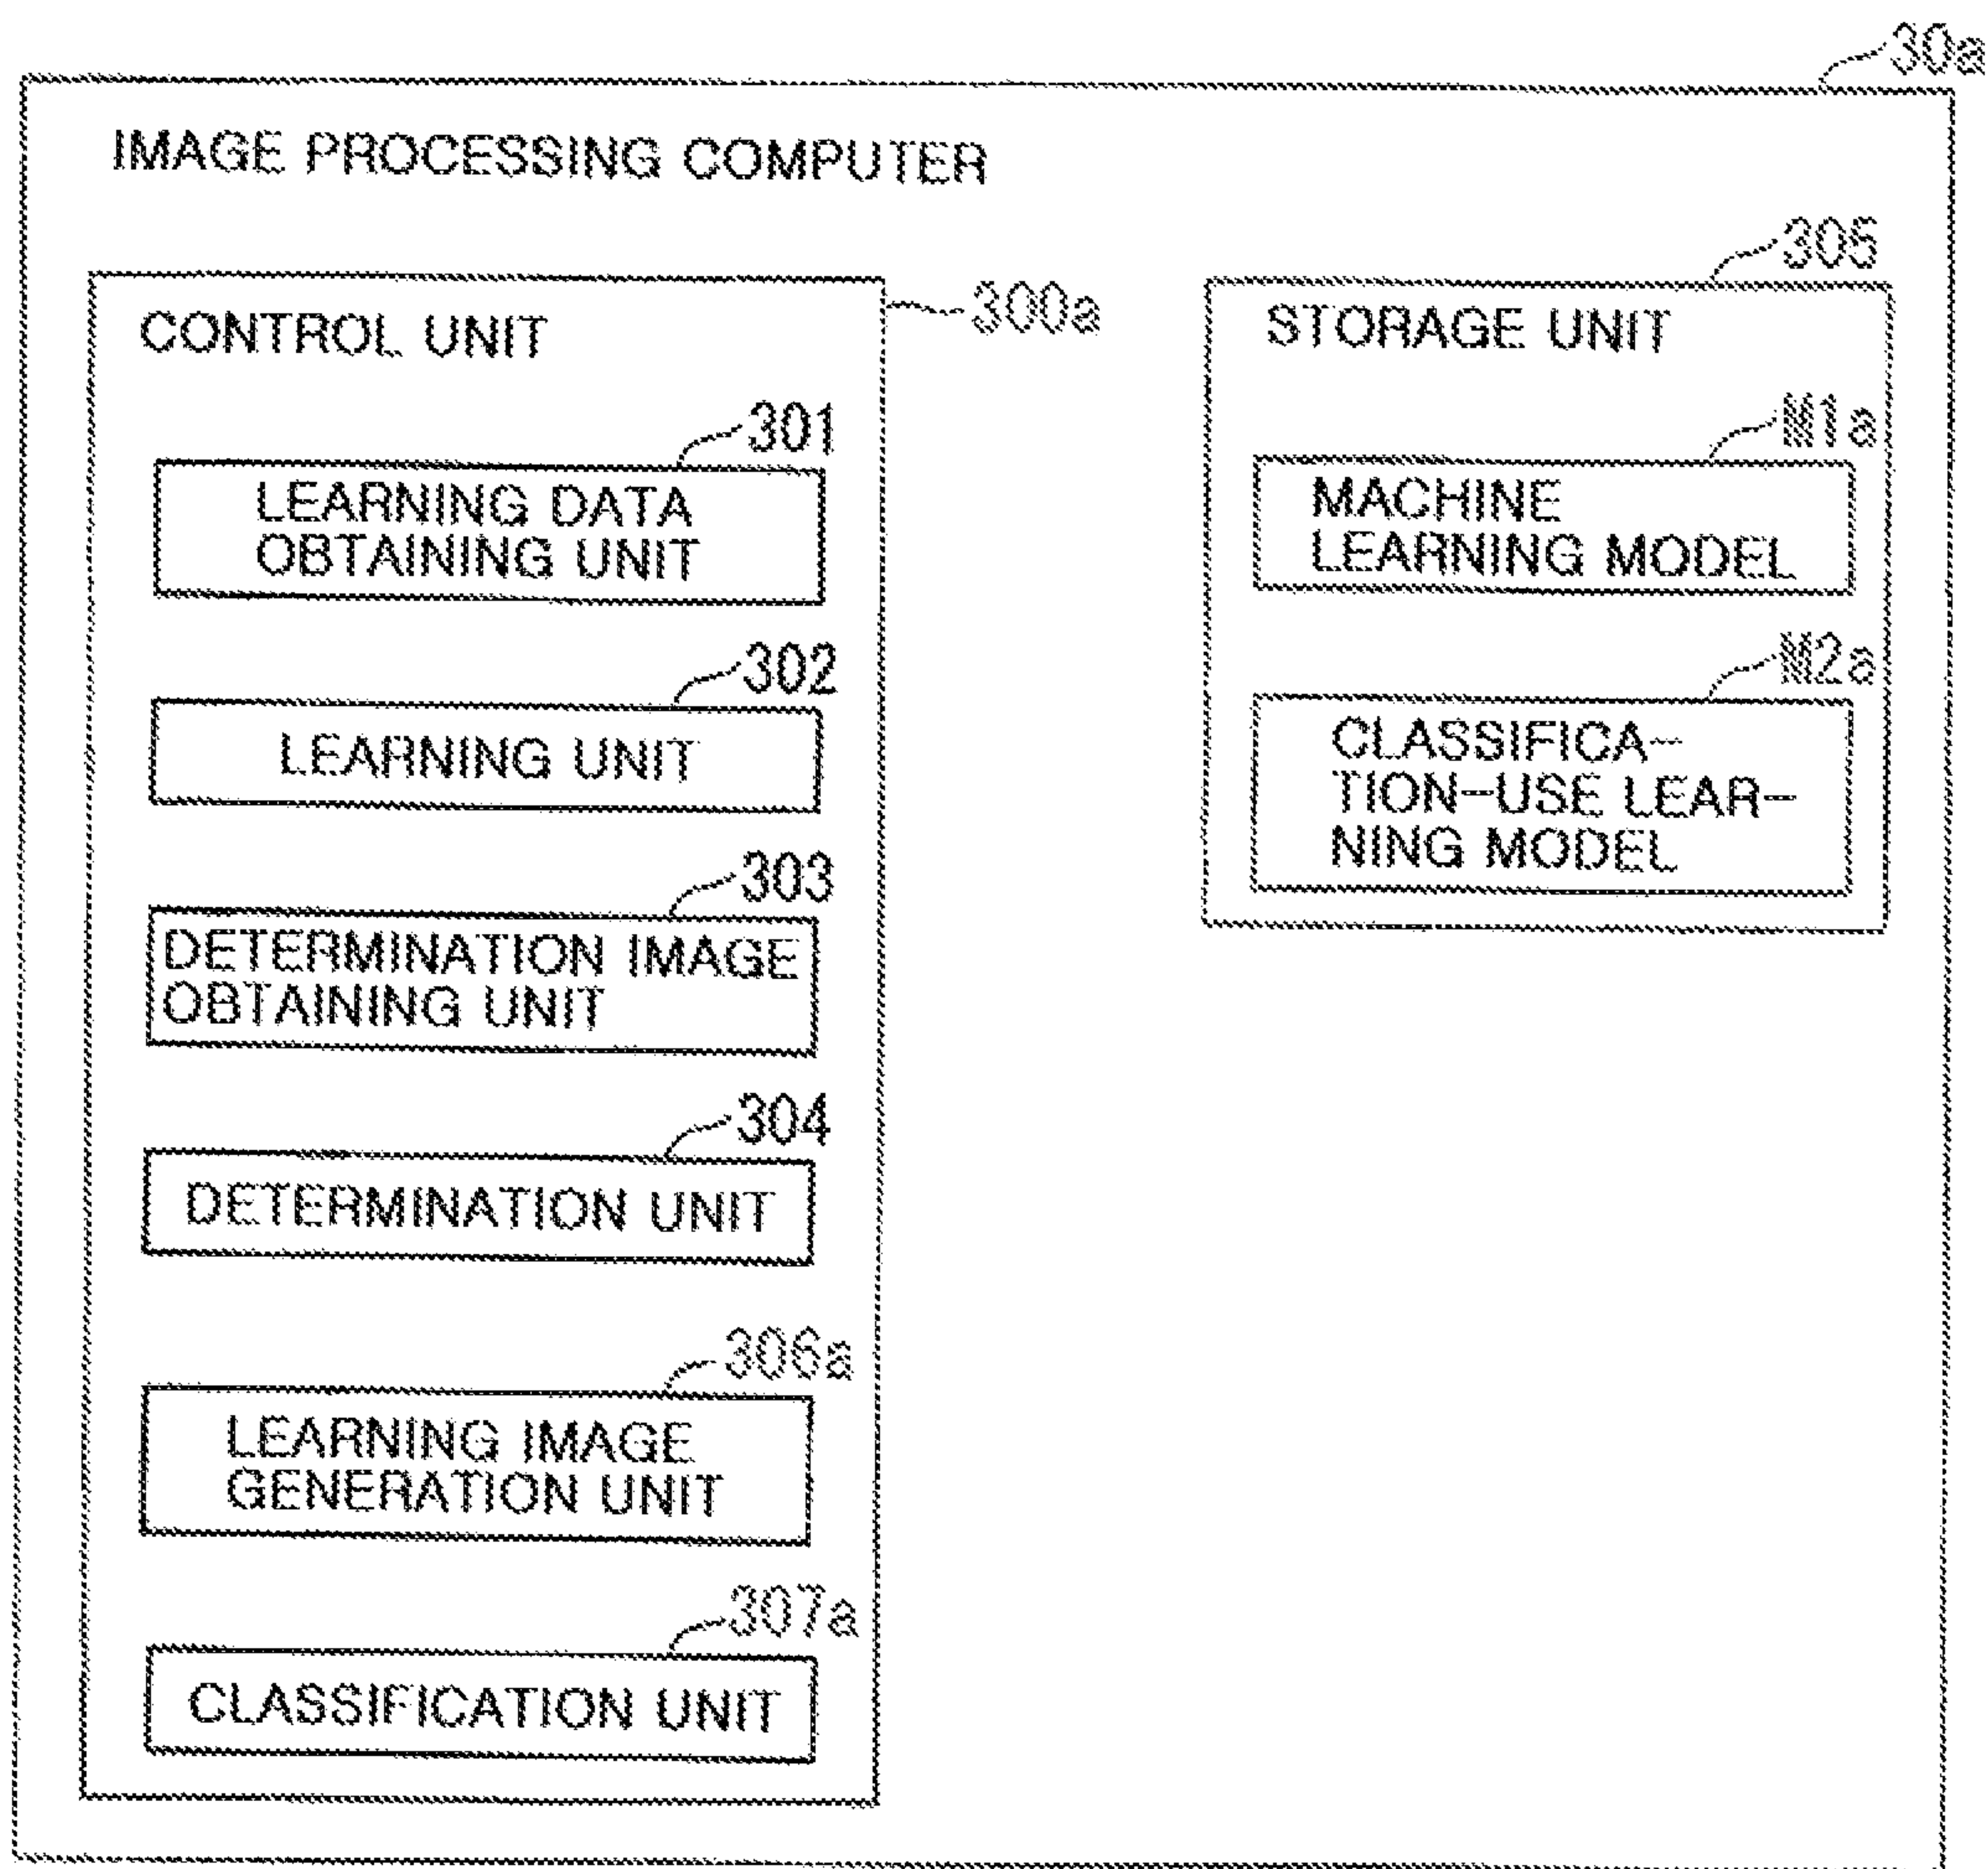 30a
IMAGE PROCESSING COMPUTER
300a
CONTROL UNIT
301
LEARNING DATA
OBTAINING UNIT
302
LEARNING UNIT
303
DETERMINATION IMAGE
OBTAINING UNIT
304
DETERMINATION UNIT
306a
LEARNING IMAGE
GENERATION UNIT
307a
CLASSIFICATION UNIT
305
STORAGE UNIT
M1a
MACHINE
LEARNING MODEL
M2a
CLASSIFICA-
TION-USE LEAR-
NING MODEL